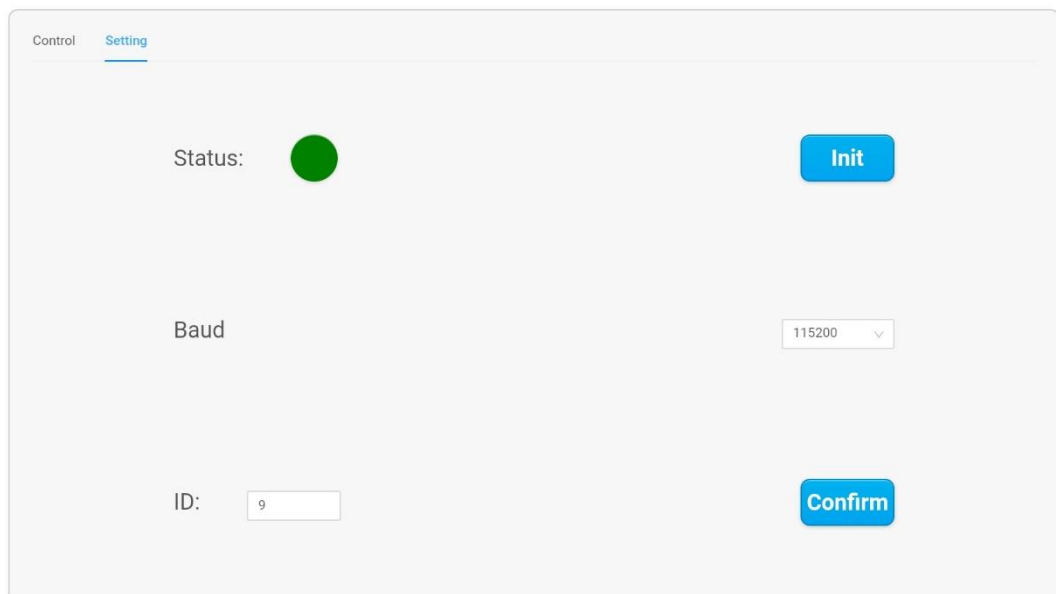 Control Setting
Status: Init
Baud 115200
ID: 9 Confirm